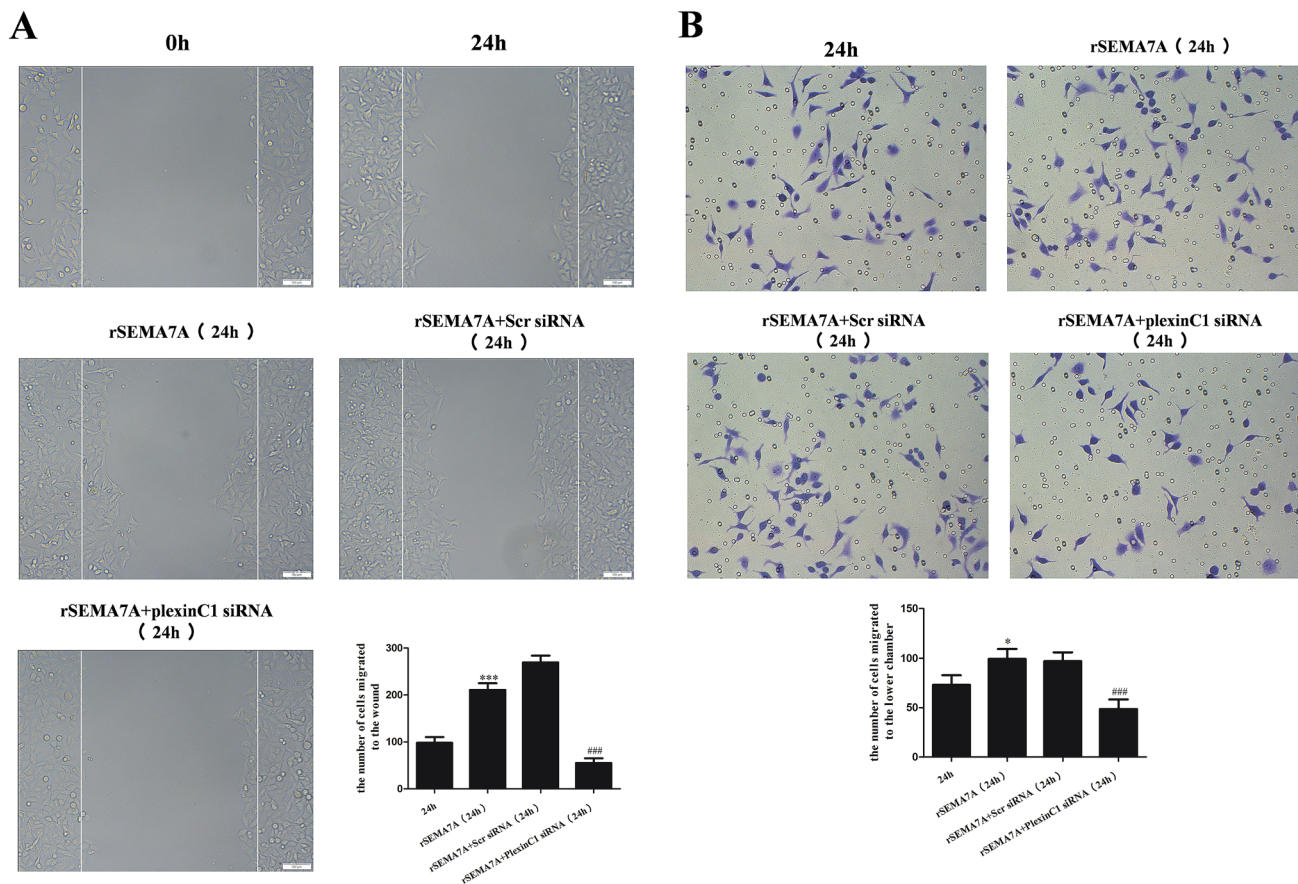 A
B
0h
24h
24h
rSEMA7A（24h）
rSEMA7A（24h）
rSEMA7A+Scr siRNA
（24h）
rSEMA7A+Scr siRNA
（24h）
rSEMA7A+plexinC1 siRNA
（24h）
rSEMA7A+plexinC1 siRNA
（24h）
the number of cells migrated
to the wound
300
200
100
0
***
###
24h
rSEMA7A（24h）
rSEMA7A+Scr siRNA（24h）
rSEMA7A+PlexinC1 siRNA（24h）
the number of cells migrated
to the lower chamber
150
100
50
0
*
###
24h
rSEMA7A（24h）
rSEMA7A+Scr siRNA（24h）
rSEMA7A+PlexinC1 siRNA（24h）